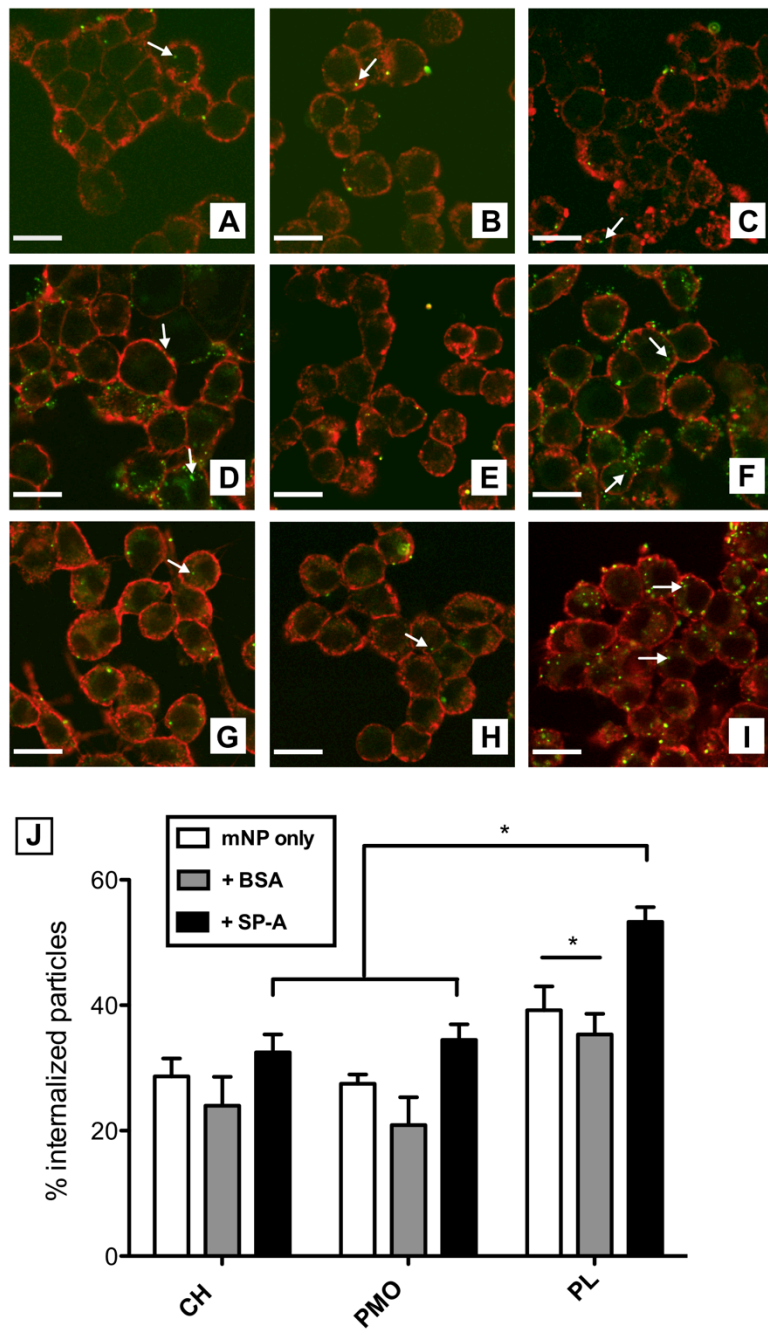 A
B
C
D
E
F
G
H
I
J
mNP only
+ BSA
+ SP-A
*
*
60
40
20
0
% internalized particles
CH
PMO
PL